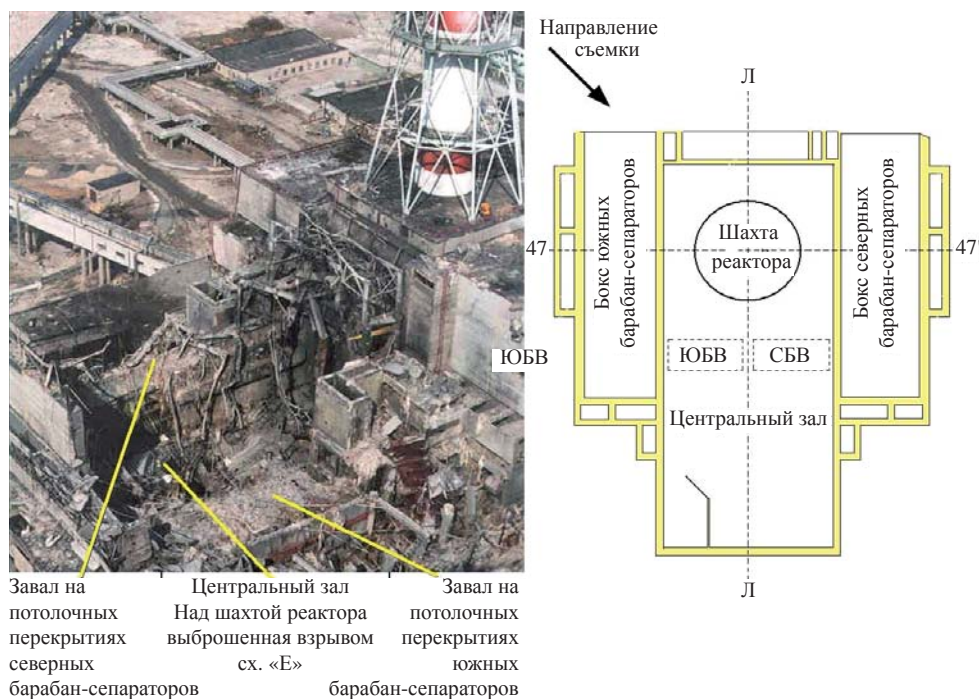 Направление
съемки
Л
Бокс южных
барабан-сепараторов
Шахта
реактора
Бокс северных
барабан-сепараторов
47
47
ЮБВ
ЮБВ
СБВ
Центральный зал
Л
Завал на
потолочных
перекрытиях
северных
барабан-сепараторов
Центральный зал
Над шахтой реактора
выброшенная взрывом
сх. «Е»
Завал на
потолочных
перекрытиях
южных
барабан-сепараторов